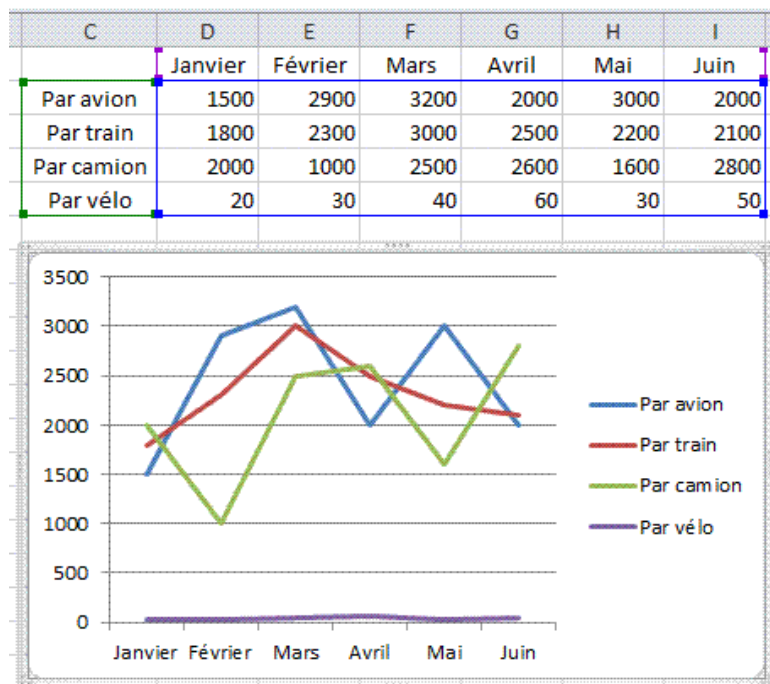 C D E F G H I
Janvier Février Mars Avril Mai Juin
Par avion 1500 2900 3200 2000 3000 2000
Par train 1800 2300 3000 2500 2200 2100
Par camion 2000 1000 2500 2600 1600 2800
Par vélo 20 30 40 60 30 50
3500
3000
2500
2000
1500
1000
500
0
Janvier Février Mars Avril Mai Juin
Par avion
Par train
Par camion
Par vélo